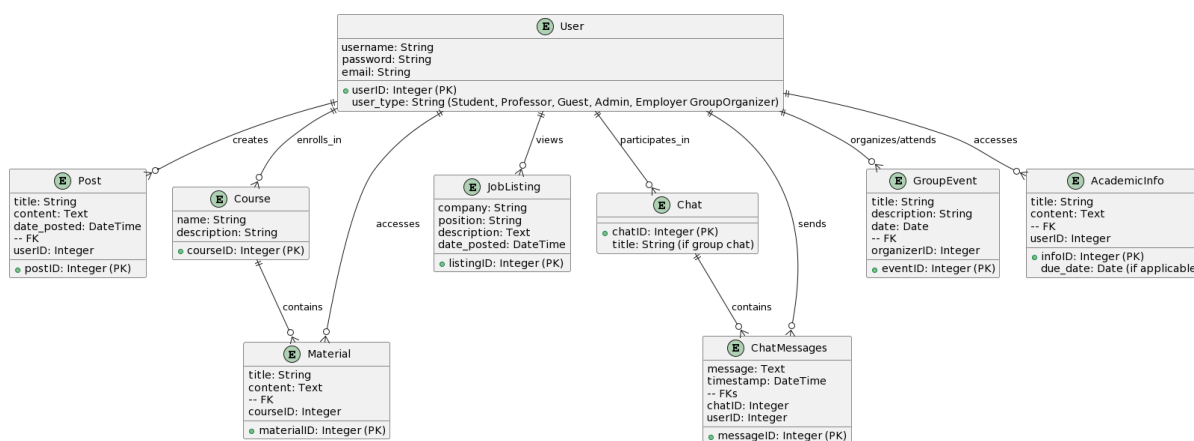 E User
username: String
password: String
email: String
userID: Integer (PK)
user_type: String (Student, Professor, Guest, Admin, Employer GroupOrganizer)
creates
enrolls_in
accesses
views
participates_in
sends
organizes/attends
accesses
E Post
title: String
content: Text
date_posted: DateTime
-- FK
userID: Integer
postID: Integer (PK)
E Course
name: String
description: String
courseID: Integer (PK)
E JobListing
company: String
position: String
description: Text
date_posted: DateTime
listingID: Integer (PK)
E Chat
chatID: Integer (PK)
title: String (if group chat)
E GroupEvent
title: String
description: String
date: Date
-- FK
organizerID: Integer
eventID: Integer (PK)
E AcademicInfo
title: String
content: Text
-- FK
userID: Integer
infoID: Integer (PK)
due_date: Date (if applicable
contains
contains
E Material
title: String
content: Text
-- FK
courseID: Integer
materialID: Integer (PK)
E ChatMessages
message: Text
timestamp: DateTime
-- FKs
chatID: Integer
userID: Integer
messageID: Integer (PK)